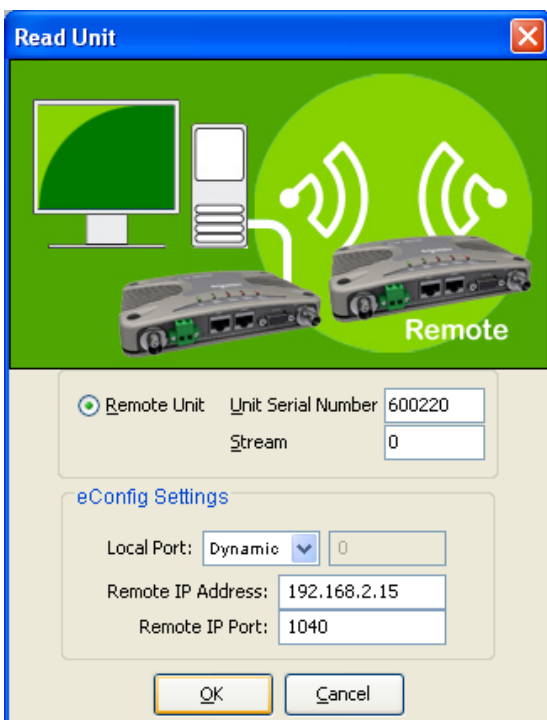 Read Unit
Remote
Remote Unit Unit Serial Number 600220
Stream 0
eConfig Settings
Local Port: Dynamic 0
Remote IP Address: 192.168.2.15
Remote IP Port: 1040
OK Cancel